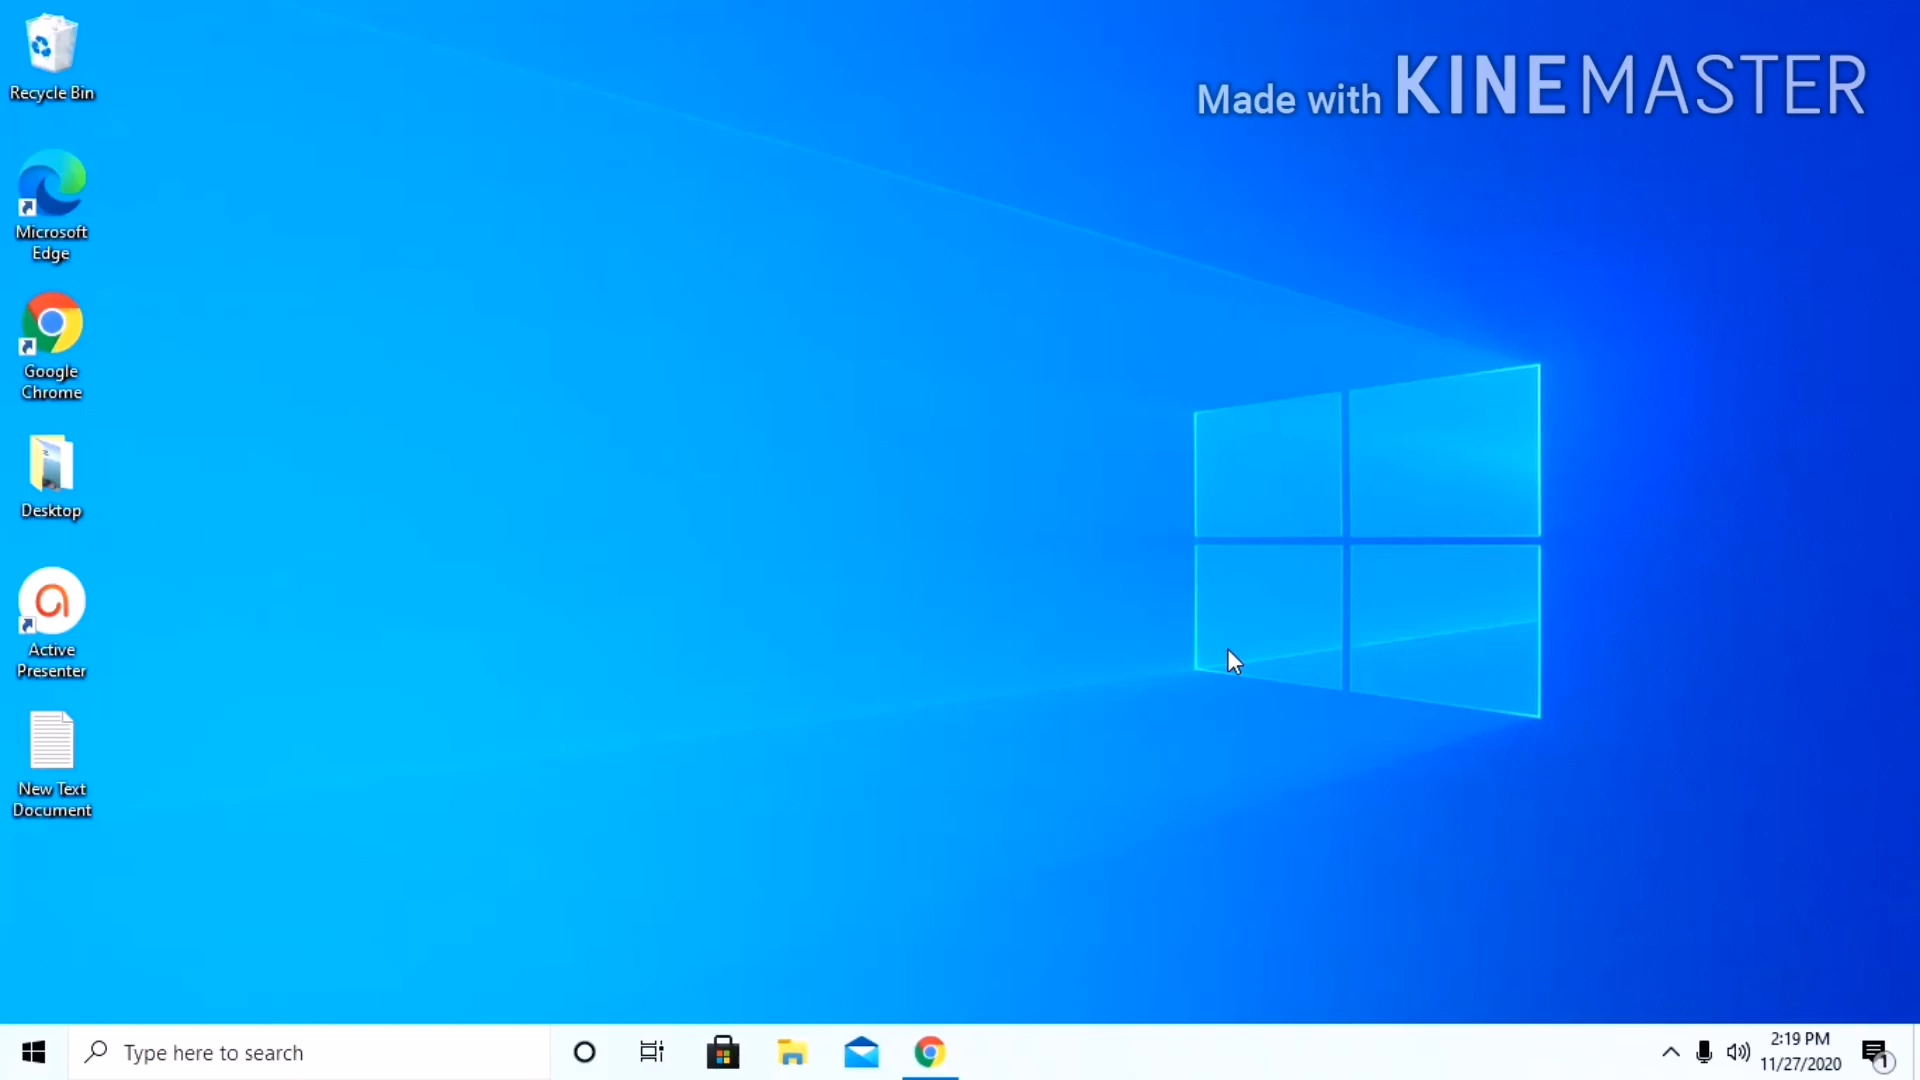 Recycle Bin
Made with KINEMASTER
Microsoft
Edge
Google
Chrome
Desktop
Active
Presenter
New Text
Document
Type here to search
2:19 PM
11/27/2020
1